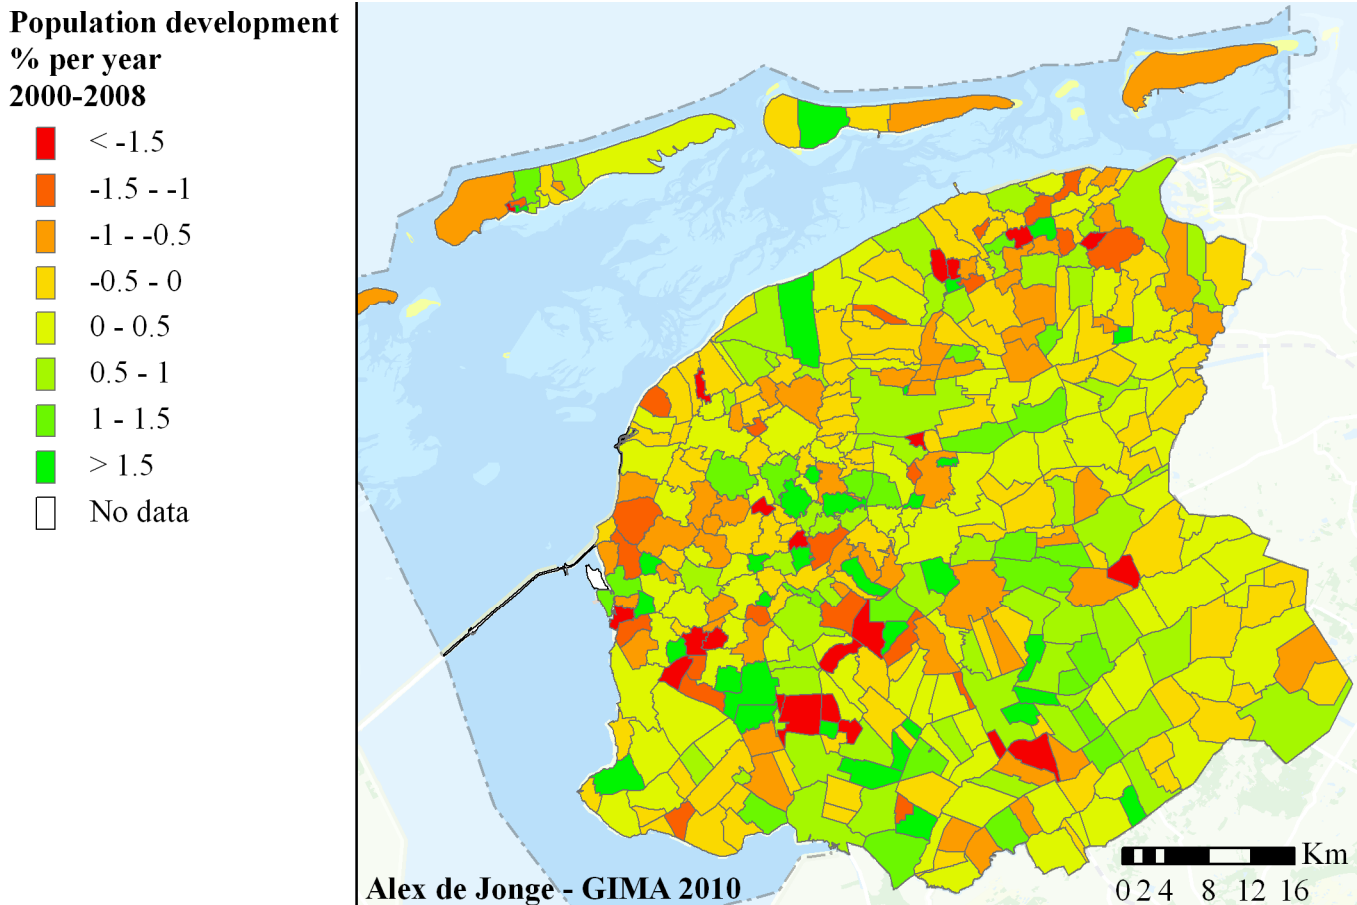 Population development
% per year
2000-2008
< -1.5
-1.5 - -1
-1 - -0.5
-0.5 - 0
0 - 0.5
0.5 - 1
1 - 1.5
> 1.5
No data
Km
0 2 4 8 12 16
Alex de Jonge - GIMA 2010